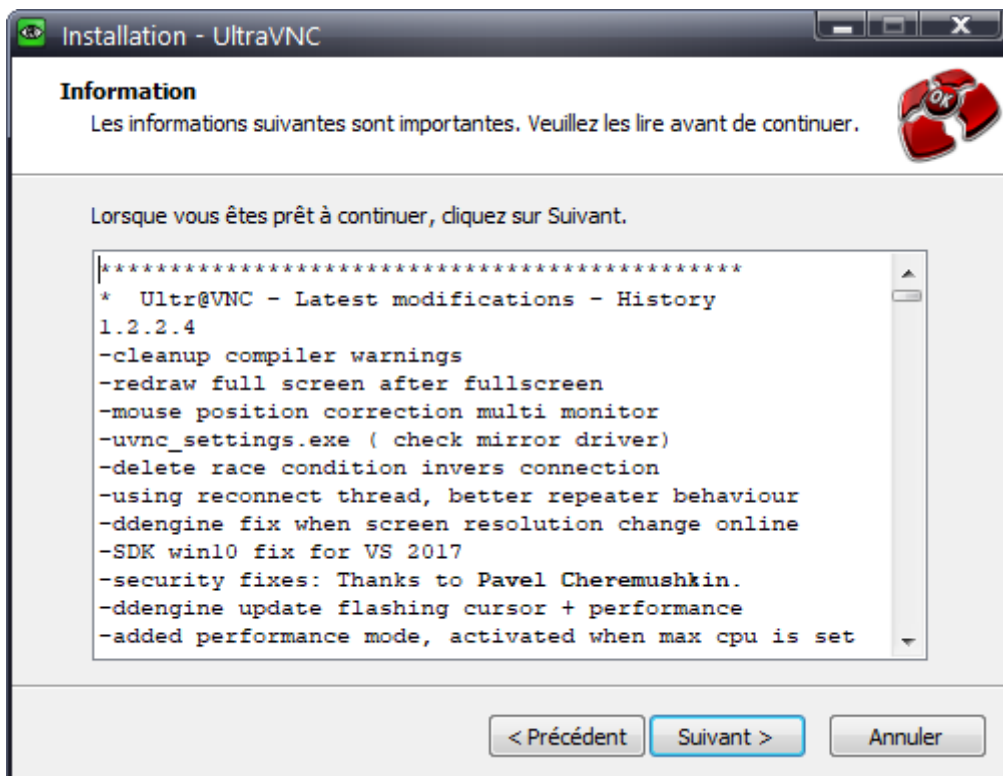 Installation - UltraVNC
Information
Les informations suivantes sont importantes. Veuillez les lire avant de continuer.
OK
Lorsque vous êtes prêt à continuer, cliquez sur Suivant.
**********************************************
*  Ultr@VNC - Latest modifications - History
1.2.2.4
-cleanup compiler warnings
-redraw full screen after fullscreen
-mouse position correction multi monitor
-uvnc_settings.exe ( check mirror driver)
-delete race condition invers connection
-using reconnect thread, better repeater behaviour
-ddengine fix when screen resolution change online
-SDK win10 fix for VS 2017
-security fixes: Thanks to Pavel Cheremushkin.
-ddengine update flashing cursor + performance
-added performance mode, activated when max cpu is set
< Précédent
Suivant >
Annuler